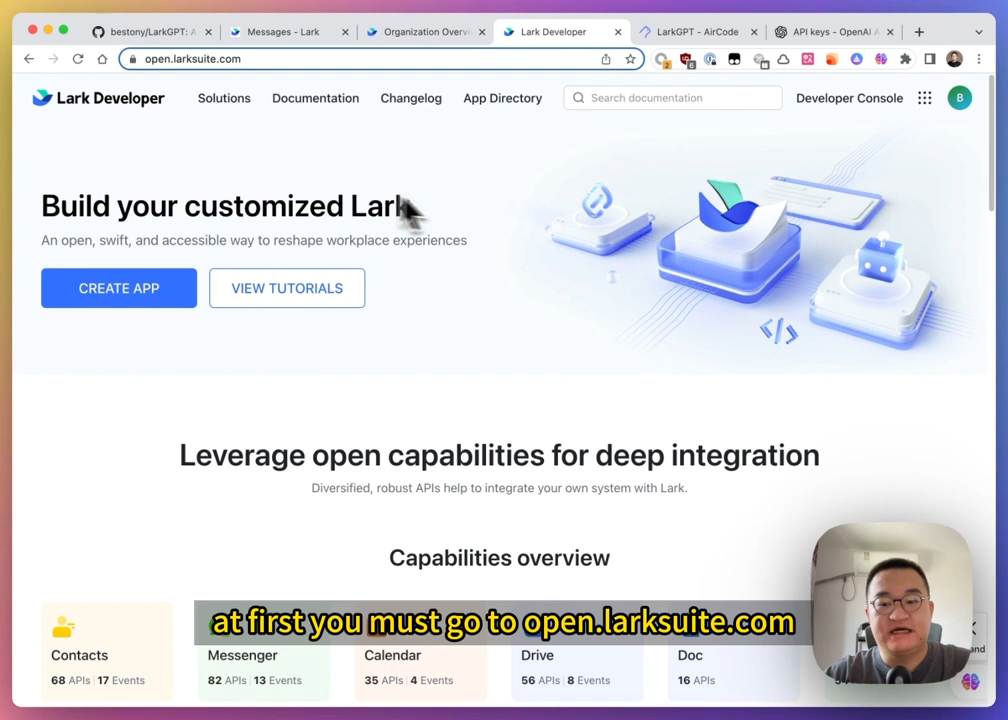 bestony/LarkGPT: A
Messages - Lark
Organization Overvi
Lark Developer
LarkGPT - AirCode
API keys - OpenAI A
open.larksuite.com
2
6
Lark Developer
Solutions
Documentation
Changelog
App Directory
Search documentation
Developer Console
B
Build your customized Lark
An open, swift, and accessible way to reshape workplace experiences
CREATE APP
VIEW TUTORIALS
Leverage open capabilities for deep integration
Diversified, robust APIs help to integrate your own system with Lark.
Capabilities overview
at first you must go to open.larksuite.com
Contacts
Messenger
Calendar
Drive
Doc
68 APIs 17 Events
82 APIs 13 Events
35 APIs 4 Events
56 APIs 8 Events
16 APIs